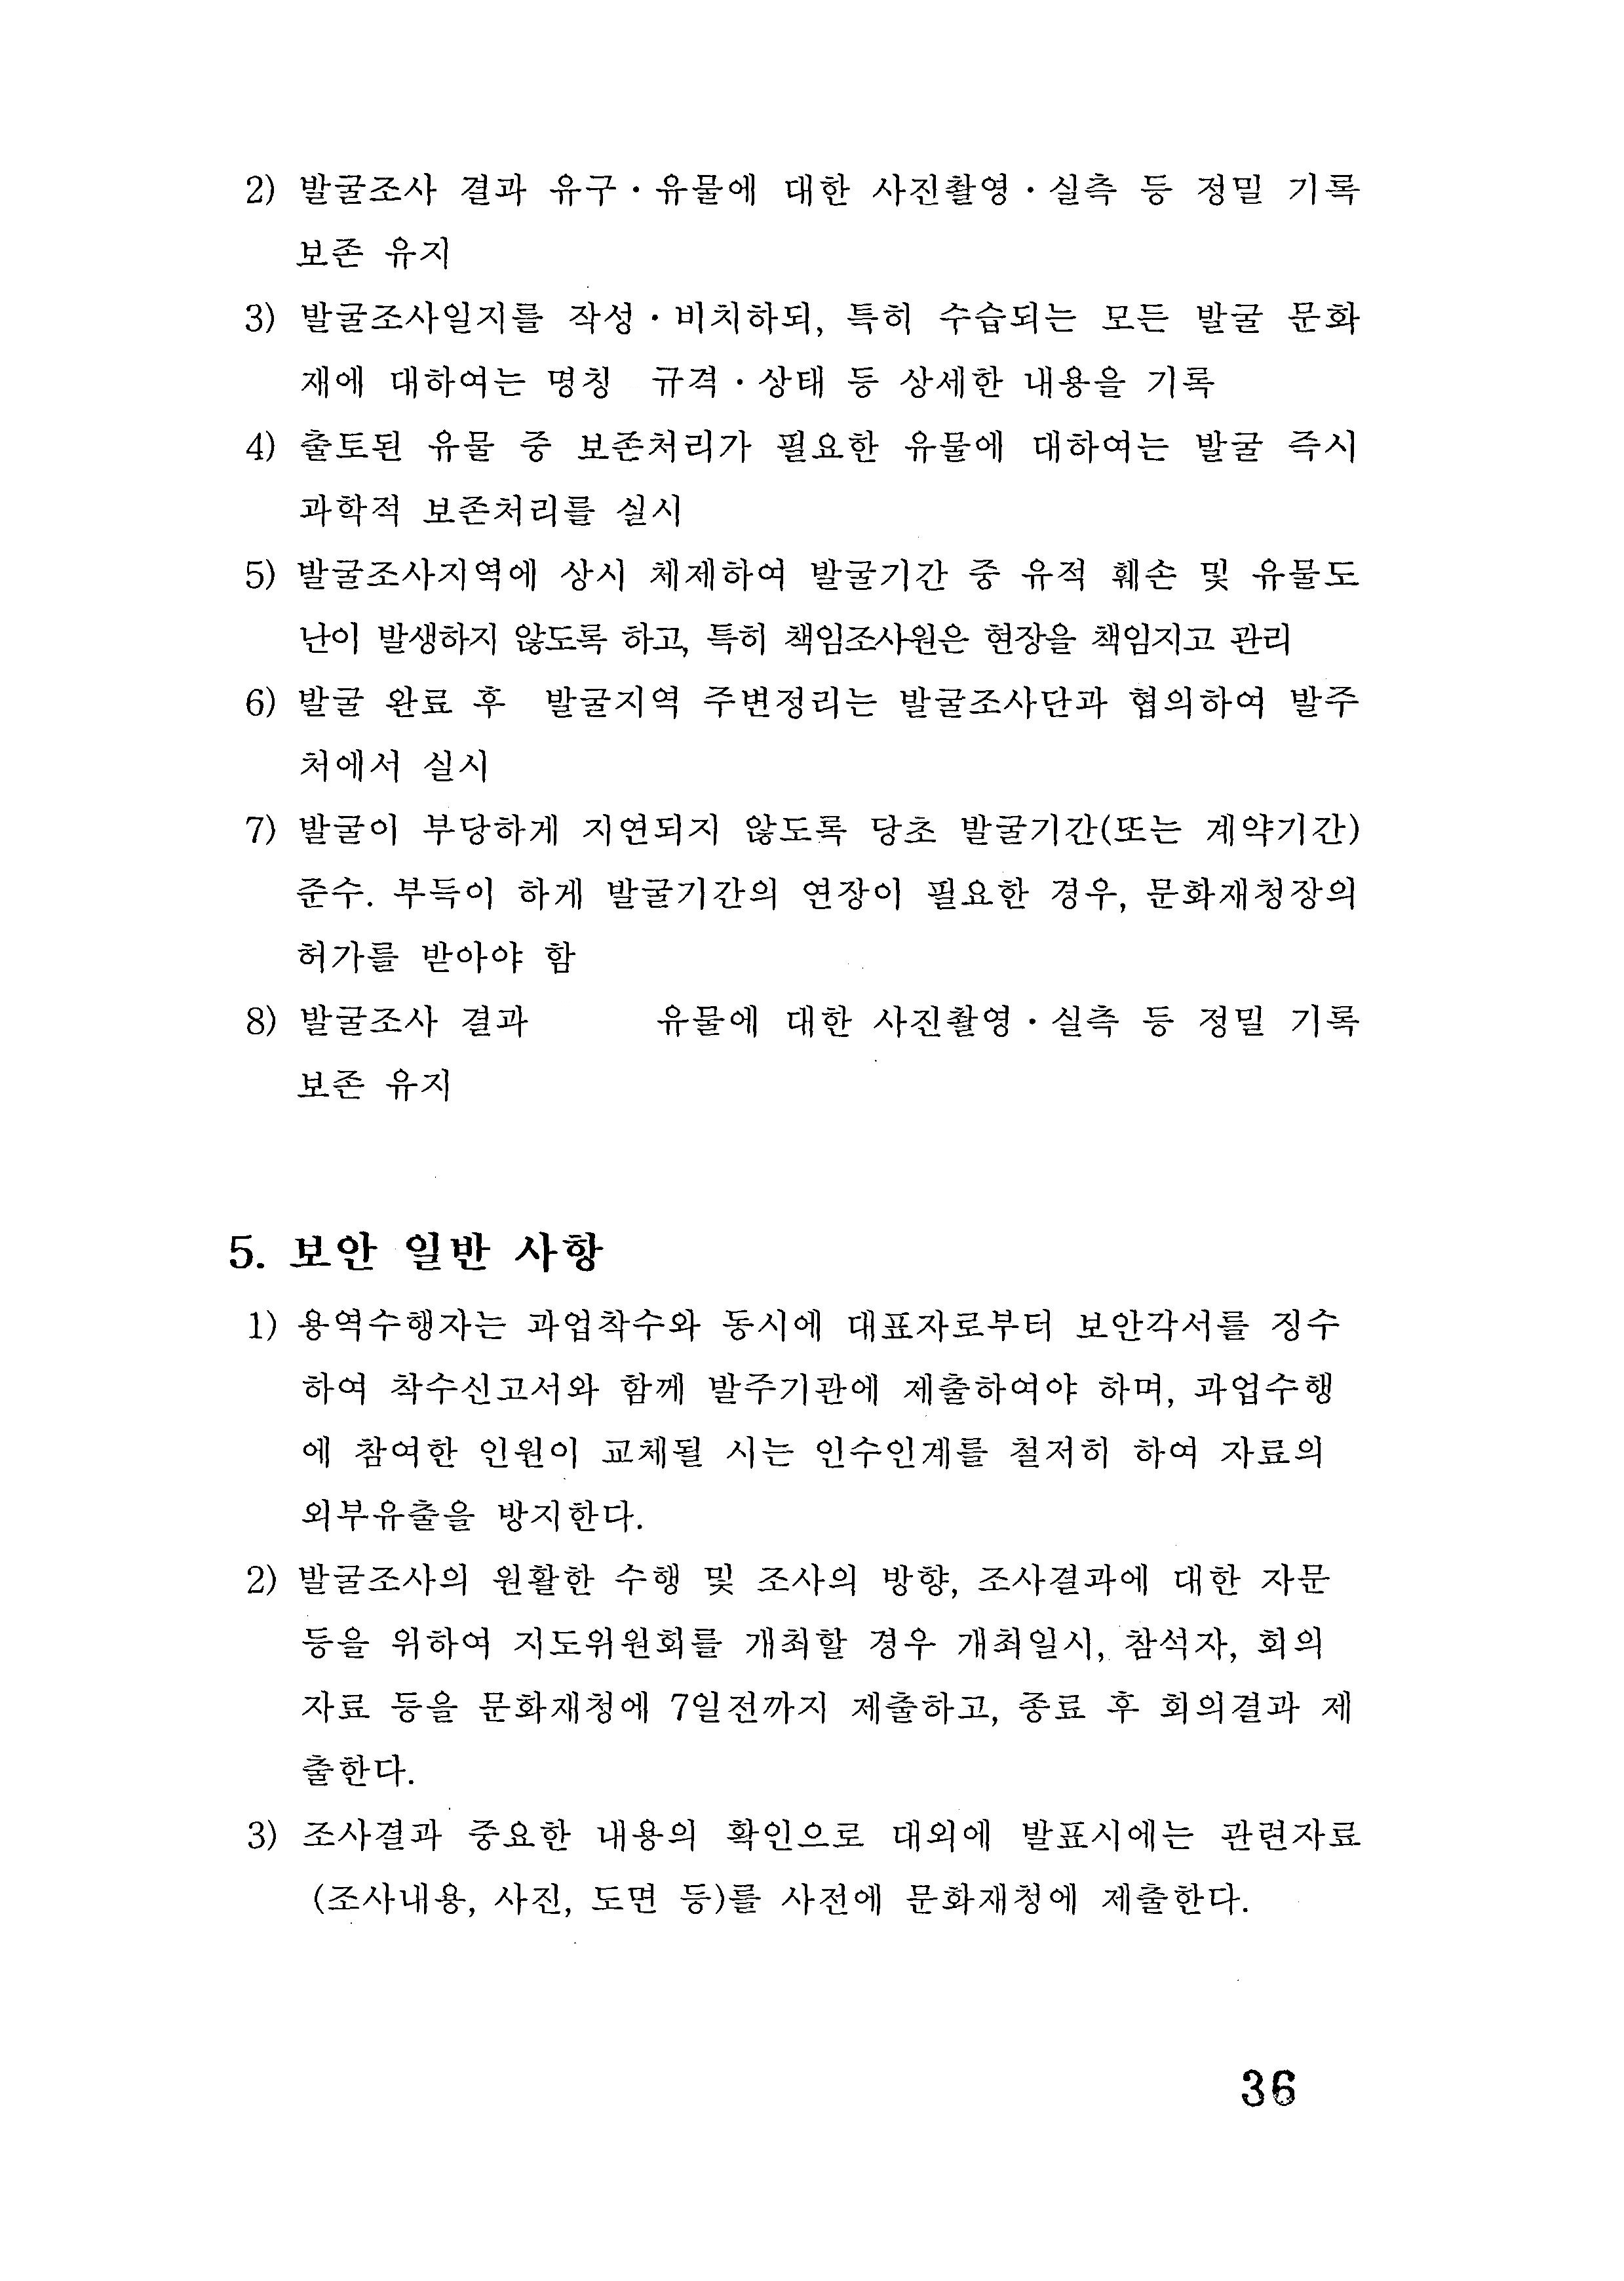 2) 발굴조사 결과 유구·유물에 대한 사진촬영·실측 등 정밀 기록
보존 유지
3) 발굴조사일지를 작성·비치하되, 특히 수습되는 모든 발굴 문화
재에 대하여는 명칭 규격·상태 등 상세한 내용을 기록
4) 출토된 유물 중 보존처리가 필요한 유물에 대하여는 발굴 즉시
과학적 보존처리를 실시
5) 발굴조사지역에 상시 체제하여 발굴기간 중 유적 훼손 및 유물도
난이 발생하지 않도록 하고, 특히 책임조사원은 현장을 책임지고 관리
6) 발굴 완료 후 발굴지역 주변정리는 발굴조사단과 협의하여 발주
처에서 실시
7) 발굴이 부당하게 지연되지 않도록 당초 발굴기간(또는 계약기간)
준수. 부득이 하게 발굴기간의 연장이 필요한 경우, 문화재청장의
허가를 받아야 함
8) 발굴조사 결과 유물에 대한 사진촬영·실측 등 정밀 기록
보존 유지
5. 보안 일반 사항
1) 용역수행자는 과업착수와 동시에 대표자로부터 보안각서를 징수
하여 착수신고서와 함께 발주기관에 제출하여야 하며, 과업수행
에 참여한 인원이 교체될 시는 인수인계를 철저히 하여 자료의
외부유출을 방지한다.
2) 발굴조사의 원활한 수행 및 조사의 방향, 조사결과에 대한 자문
등을 위하여 지도위원회를 개최할 경우 개최일시, 참석자, 회의
자료 등을 문화재청에 7일전까지 제출하고, 종료 후 회의결과 제
출한다.
3) 조사결과 중요한 내용의 확인으로 대외에 발표시에는 관련자료
(조사내용, 사진, 도면 등)를 사전에 문화재청에 제출한다.
36